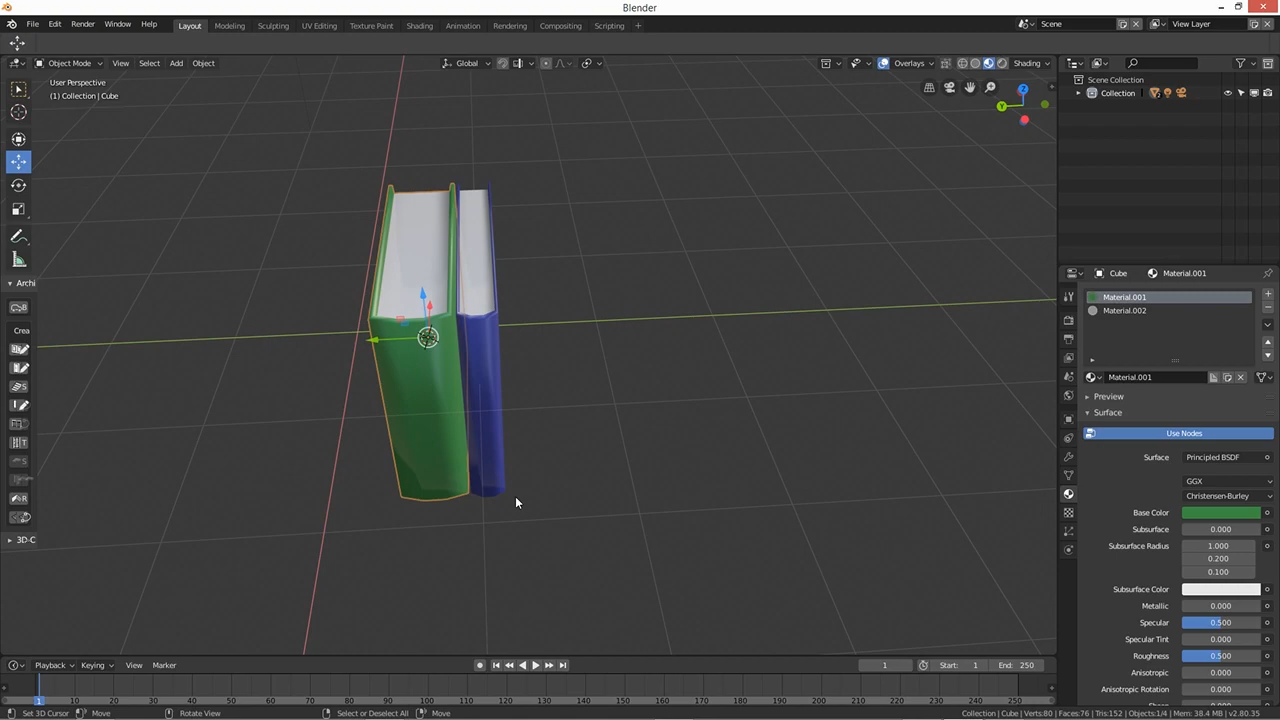 Blender
File Edit Render Window Help Layout Modeling Sculpting UV Editing Texture Paint Shading Animation Rendering Compositing Scripting + Scene View Layer
Object Mode View Select Add Object Global Overlays Shading
User Perspective
(1) Collection | Cube
Scene Collection
Collection
Z
Y
Archi
Crea
3D-C
Cube Material.001
Material.001
Material.002
Material.001
Preview
Surface
Use Nodes
Surface Principled BSDF
GGX
Christensen-Burley
Base Color
Subsurface 0.000
Subsurface Radius 1.000
0.200
0.100
Subsurface Color
Metallic 0.000
Specular 0.500
Specular Tint 0.000
Roughness 0.500
Anisotropic 0.000
Anisotropic Rotation 0.000
Playback Keying View Marker 1 Start: 1 End: 250
1 10 20 30 40 50 60 70 80 90 100 110 120 130 140 150 160 170 180 190 200 210 220 230 240 250
Set 3D Cursor Move Rotate View Select or Deselect All Move Collection | Cube | Verts:80 | Faces:76 | Tris:152 | Objects:1/4 | Mem: 38.4 MB | v2.80.35